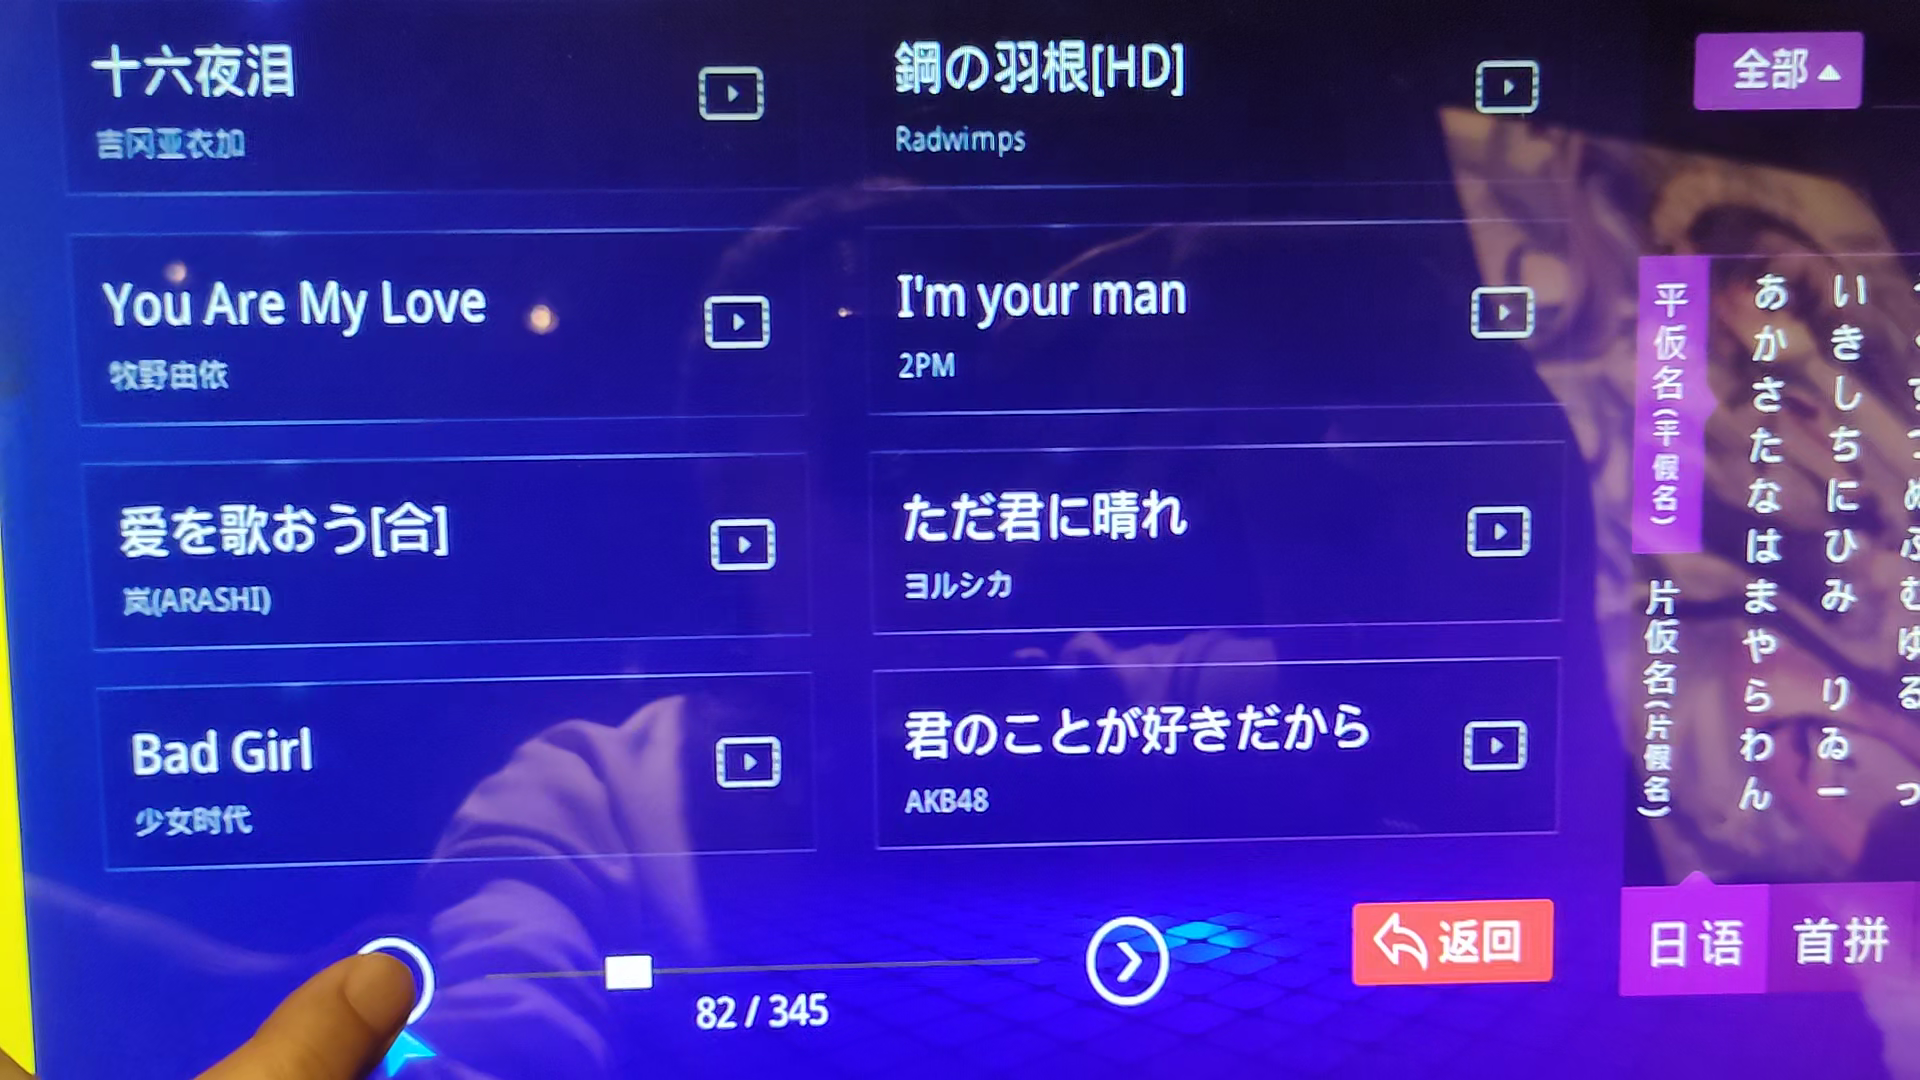 十六夜泪
吉冈亚衣加
鋼の羽根[HD]
Radwimps
You Are My Love
牧野由依
I'm your man
2PM
爱を歌おう[合]
岚(ARASHI)
ただ君に晴れ
ヨルシカ
Bad Girl
少女时代
君のことが好きだから
AKB48
82 / 345
返回
全部
平仮名(平假名)
片仮名(片假名)
あかさたなはまやらわん
いきしちにひみ りゐー
日语
首拼